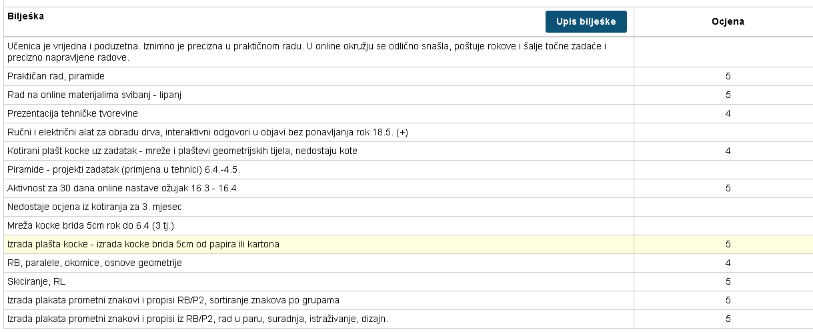 Bilješka Upis bilješke Ocjena
Učenica je vrijedna i poduzetna. Iznimno je precizna u praktičnom radu. U online okružju se odlično snašla, poštuje rokove i šalje točne zadaće i
precizno napravljene radove.
Praktičan rad, piramide 5
Rad na online materijalima svibanj - lipanj 5
Prezentacija tehničke tvorevine 4
Ručni i električni alat za obradu drva, interaktivni odgovori u objavi bez ponavljanja rok 18.5. (+)
Kotirani plašt kocke uz zadatak - mreže i plaštevi geometrijskih tijela, nedostaju kote 4
Piramide - projekti zadatak (primjena u tehnici) 6.4.-4.5.
Aktivnost za 30 dana online nastave ožujak 16.3 - 16.4 5
Nedostaje ocjena iz kotiranja za 3. mjesec
Mreža kocke brida 5cm rok do 6.4 (3 tj.)
Izrada plašta kocke - izrada kocke brida 5cm od papira ili kartona 5
RB, paralele, okomice, osnove geometrije 4
Skiciranje, RL 5
Izrada plakata prometni znakovi i propisi RB/P2, sortiranje znakova po grupama 5
Izrada plakata prometni znakovi i propisi iz RB/P2, rad u paru, suradnja, istraživanje, dizajn. 5